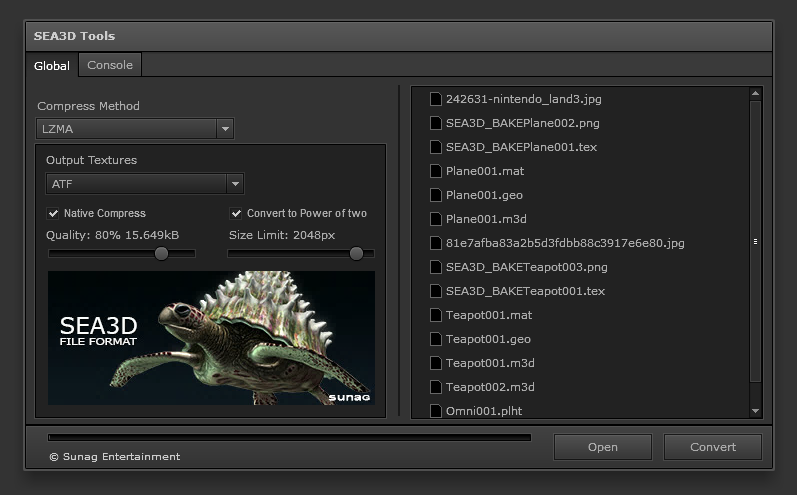 SEA3D Tools
Global
Console
Compress Method
LZMA
Output Textures
ATF
Native Compress
Convert to Power of two
Quality: 80% 15.649kB
Size Limit: 2048px
SEA3D
FILE FORMAT
sunag
242631-nintendo_land3.jpg
SEA3D_BAKEPlane002.png
SEA3D_BAKEPlane001.tex
Plane001.mat
Plane001.geo
Plane001.m3d
81e7afba83a2b5d3fdbb88c3917e6e80.jpg
SEA3D_BAKETeapot003.png
SEA3D_BAKETeapot001.tex
Teapot001.mat
Teapot001.geo
Teapot001.m3d
Teapot002.m3d
Omni001.plht
© Sunag Entertainment
Open
Convert